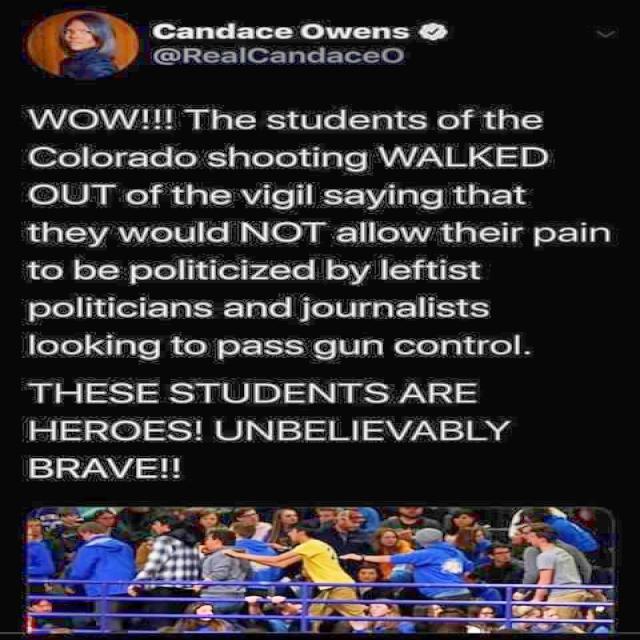 Candace Owens
@RealCandaceO
WOW!!! The students of the
Colorado shooting WALKED
OUT of the vigil saying that
they would NOT allow their pain
to be politicized by leftist
politicians and journalists
looking to pass gun control.
THESE STUDENTS ARE
HEROES! UNBELIEVABLY
BRAVE!!